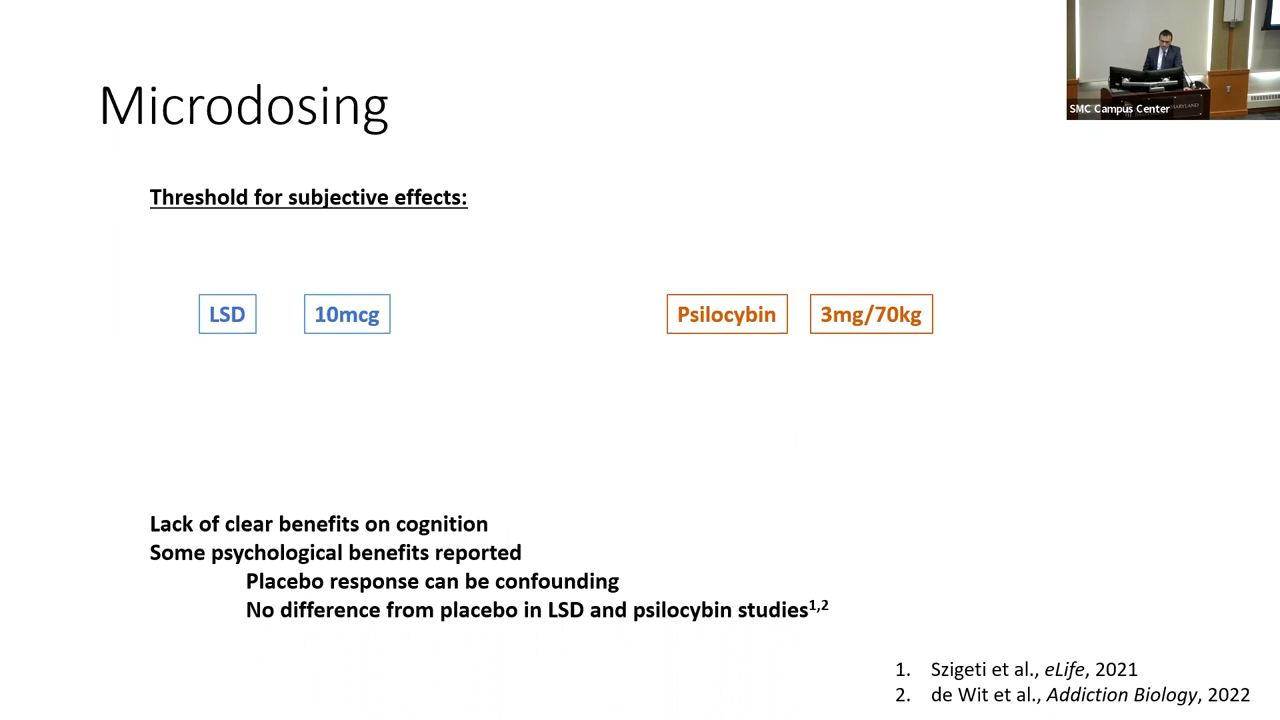 Microdosing
SMC Campus Center
MARYLAND
Threshold for subjective effects:
LSD 10mcg Psilocybin 3mg/70kg
Lack of clear benefits on cognition
Some psychological benefits reported
Placebo response can be confounding
No difference from placebo in LSD and psilocybin studies1,2
1. Szigeti et al., eLife, 2021
2. de Wit et al., Addiction Biology, 2022